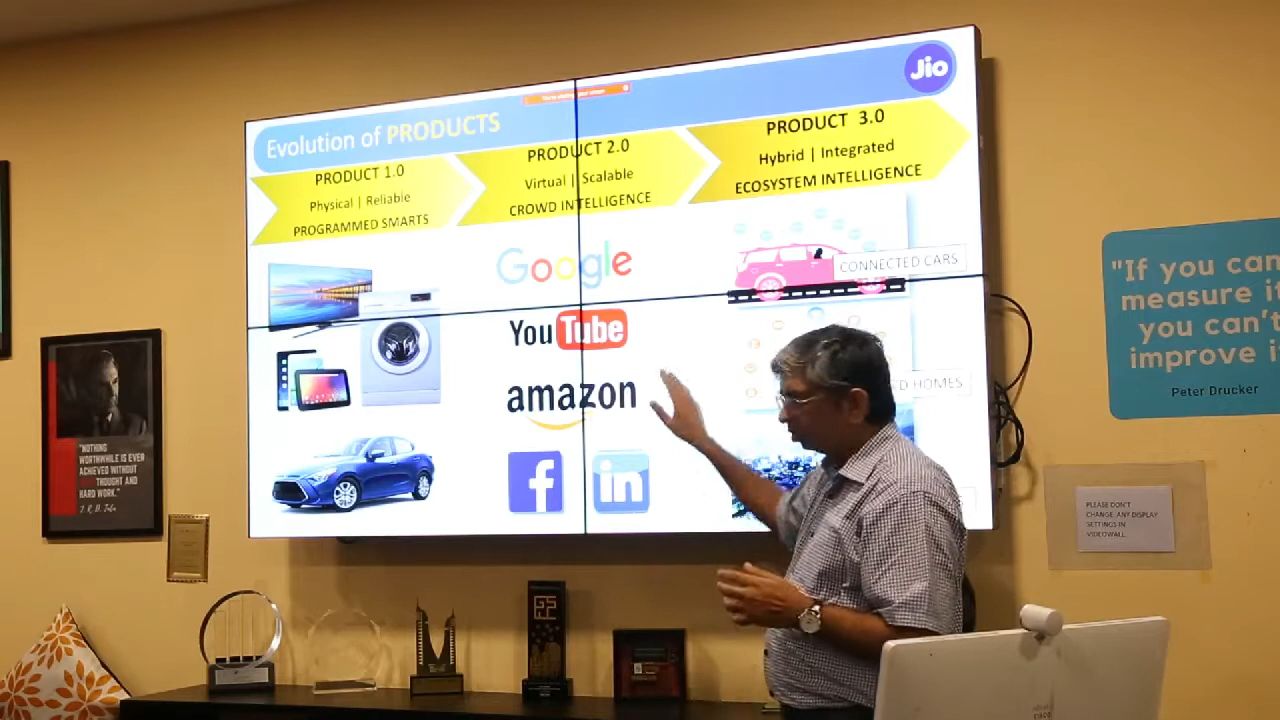 Jio
Evolution of PRODUCTS
PRODUCT 1.0
Physical | Reliable
PROGRAMMED SMARTS
PRODUCT 2.0
Virtual | Scalable
CROWD INTELLIGENCE
PRODUCT 3.0
Hybrid | Integrated
ECOSYSTEM INTELLIGENCE
Google
YouTube
amazon
f
in
CONNECTED CARS
HOMES
"NOTHING
WORTHWHILE IS EVER
ACHIEVED WITHOUT
THOUGHT AND
HARD WORK."
J. R. D. Tata
"If you can
measure it
you can't
improve i
Peter Drucker
PLEASE DON'T
CHANGE ANY DISPLAY
SETTINGS IN
VIDEOWALL